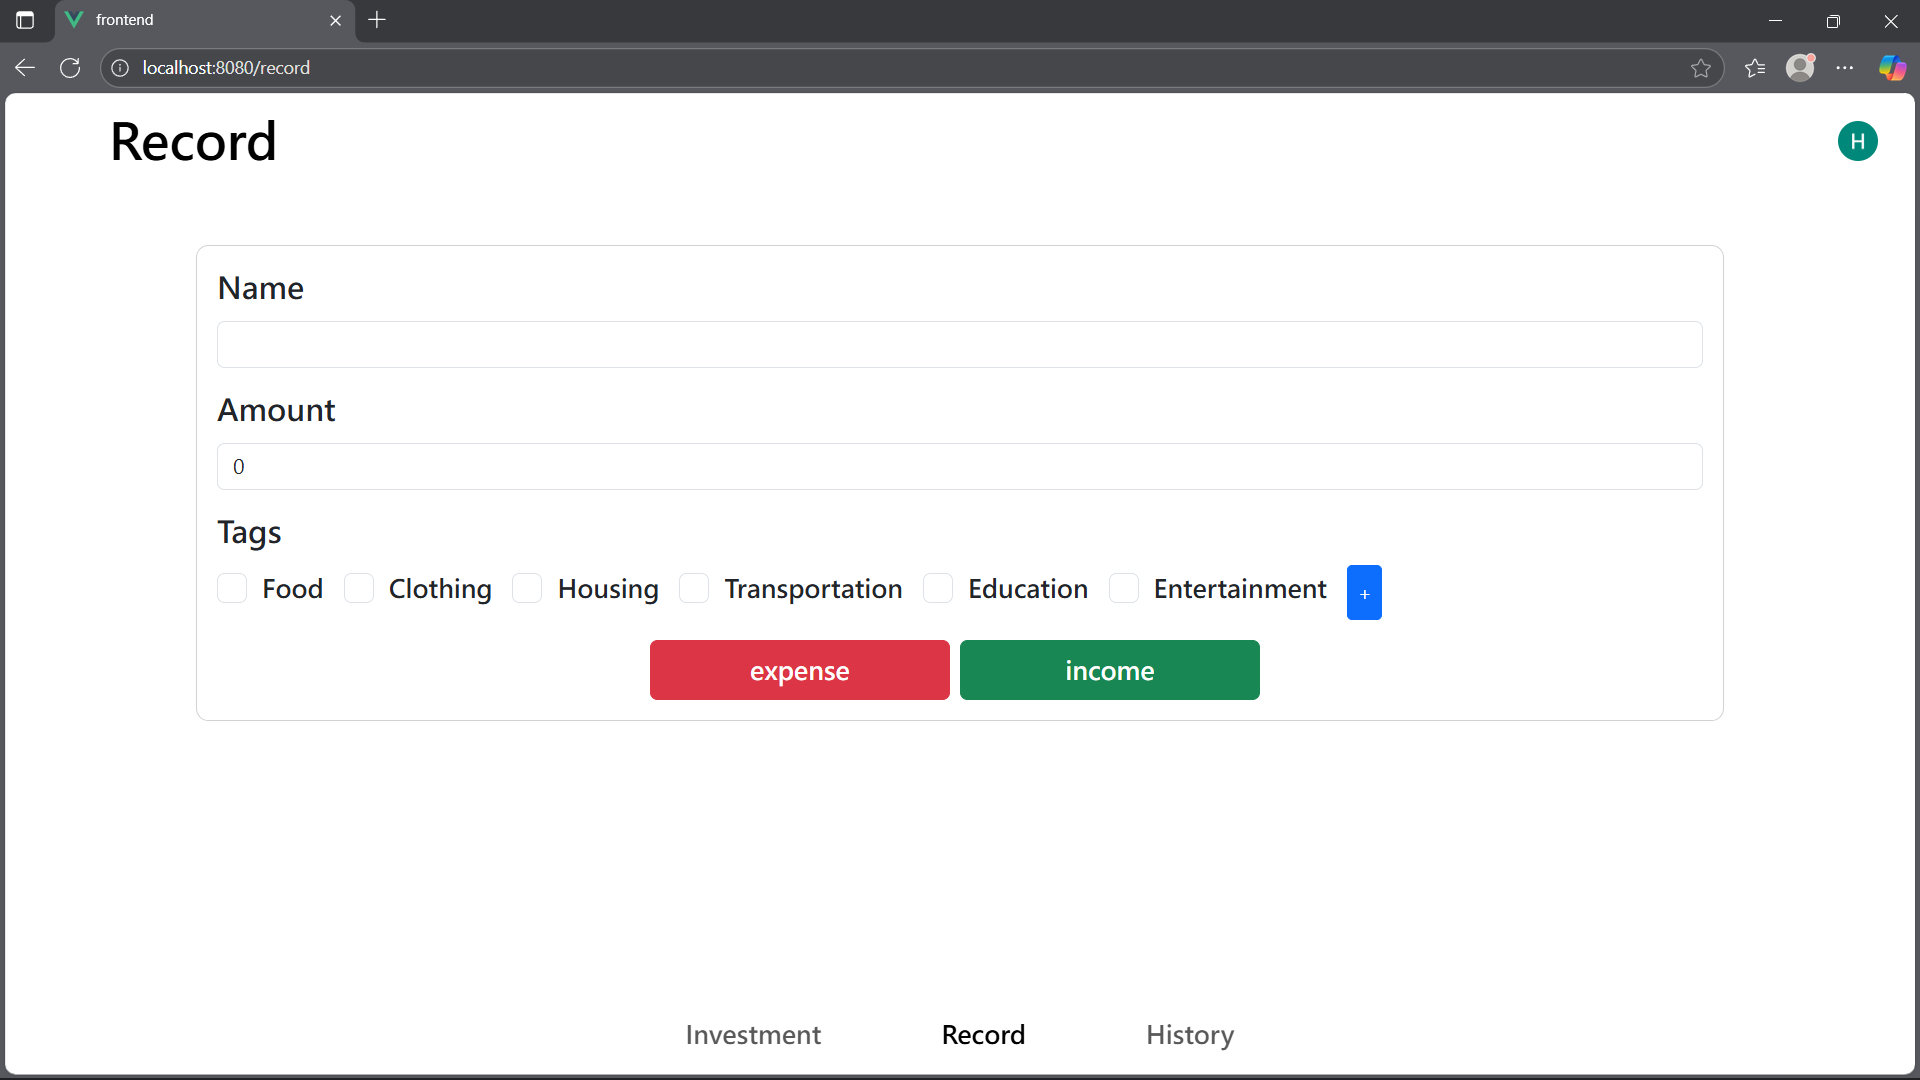 frontend
localhost:8080/record
Record
H
Name
Amount
0
Tags
Food Clothing Housing Transportation Education Entertainment +
expense income
Investment Record History